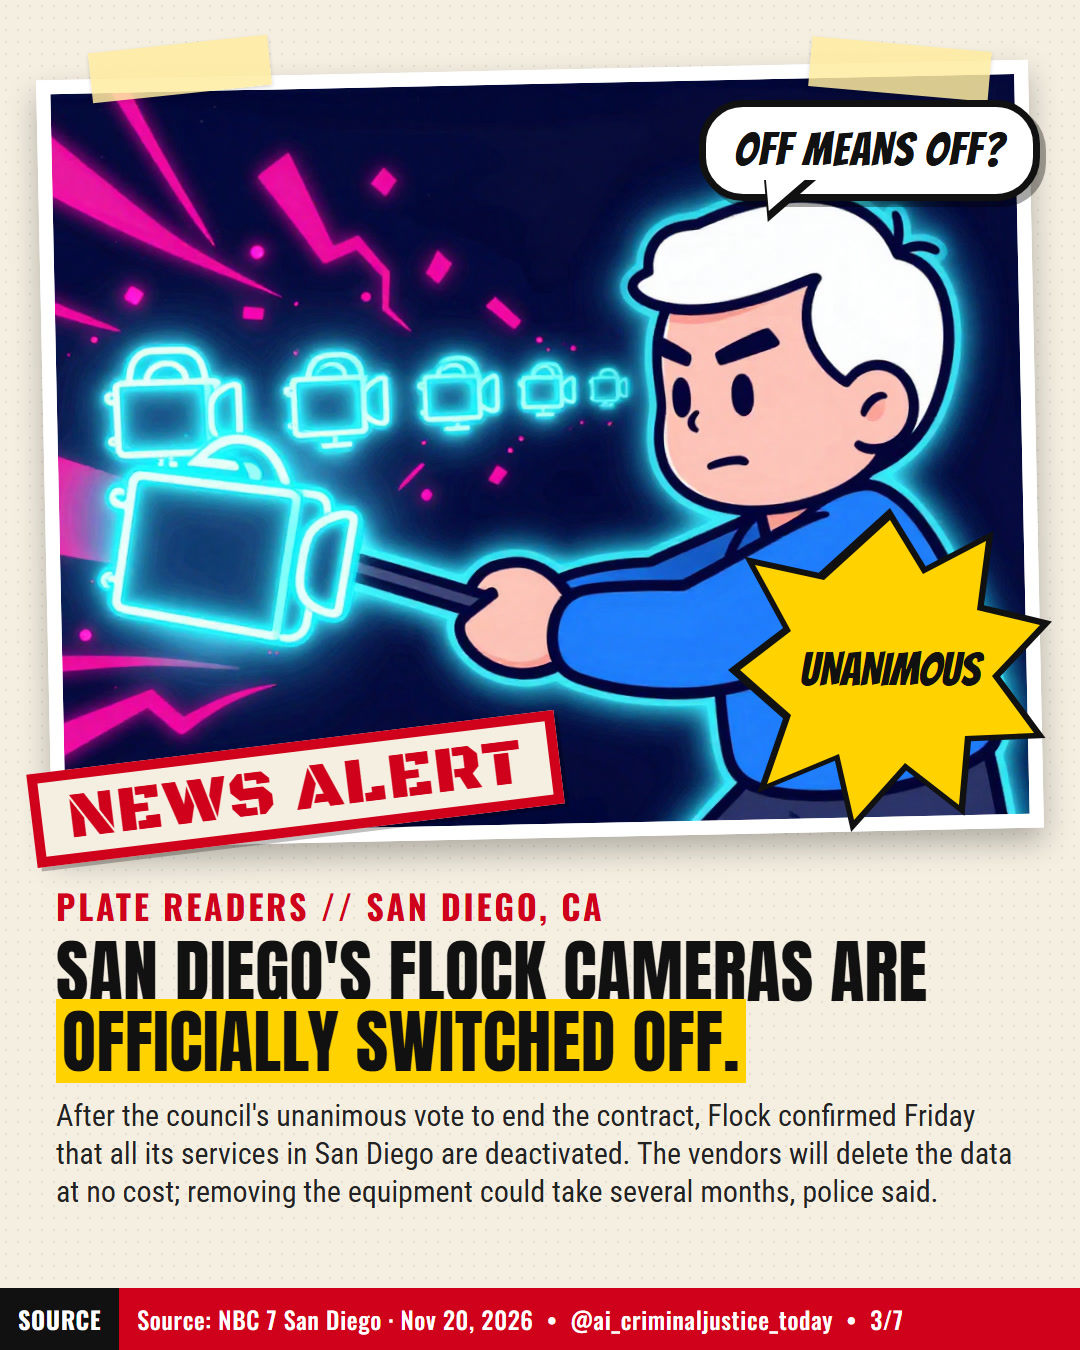 OFF MEANS OFF?
UNANIMOUS
NEWS ALERT
PLATE READERS // SAN DIEGO, CA
SAN DIEGO'S FLOCK CAMERAS ARE
OFFICIALLY SWITCHED OFF.
After the council's unanimous vote to end the contract, Flock confirmed Friday
that all its services in San Diego are deactivated. The vendors will delete the data
at no cost; removing the equipment could take several months, police said.
SOURCE Source: NBC 7 San Diego · Nov 20, 2026 • @ai_criminaljustice_today • 3/7